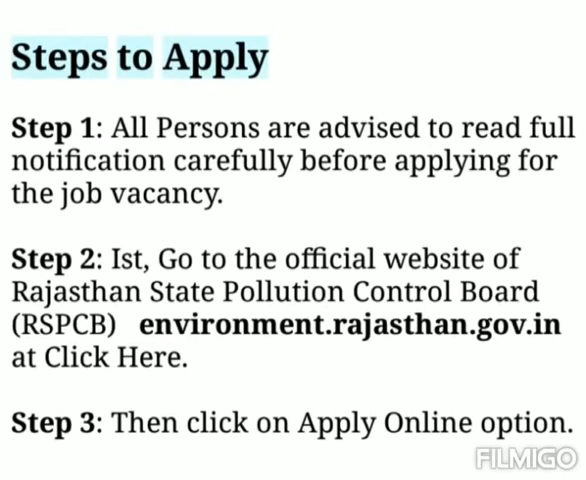 Steps to Apply
Step 1: All Persons are advised to read full
notification carefully before applying for
the job vacancy.
Step 2: Ist, Go to the official website of
Rajasthan State Pollution Control Board
(RSPCB) environment.rajasthan.gov.in
at Click Here.
Step 3: Then click on Apply Online option.
FILMIGO